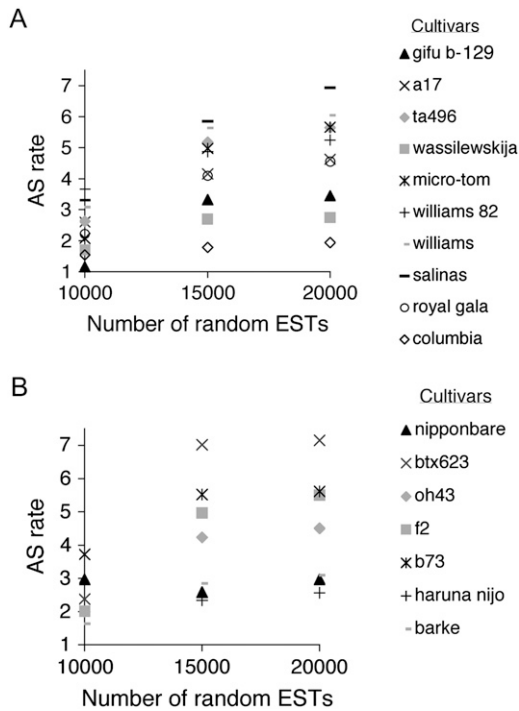 A
Cultivars
gifu b-129
a17
ta496
wassilewskija
micro-tom
williams 82
williams
salinas
royal gala
columbia
AS rate
7
6
5
4
3
2
1
10000 15000 20000
Number of random ESTs
B
Cultivars
nipponbare
btx623
oh43
f2
b73
haruna nijo
barke
AS rate
7
6
5
4
3
2
1
10000 15000 20000
Number of random ESTs